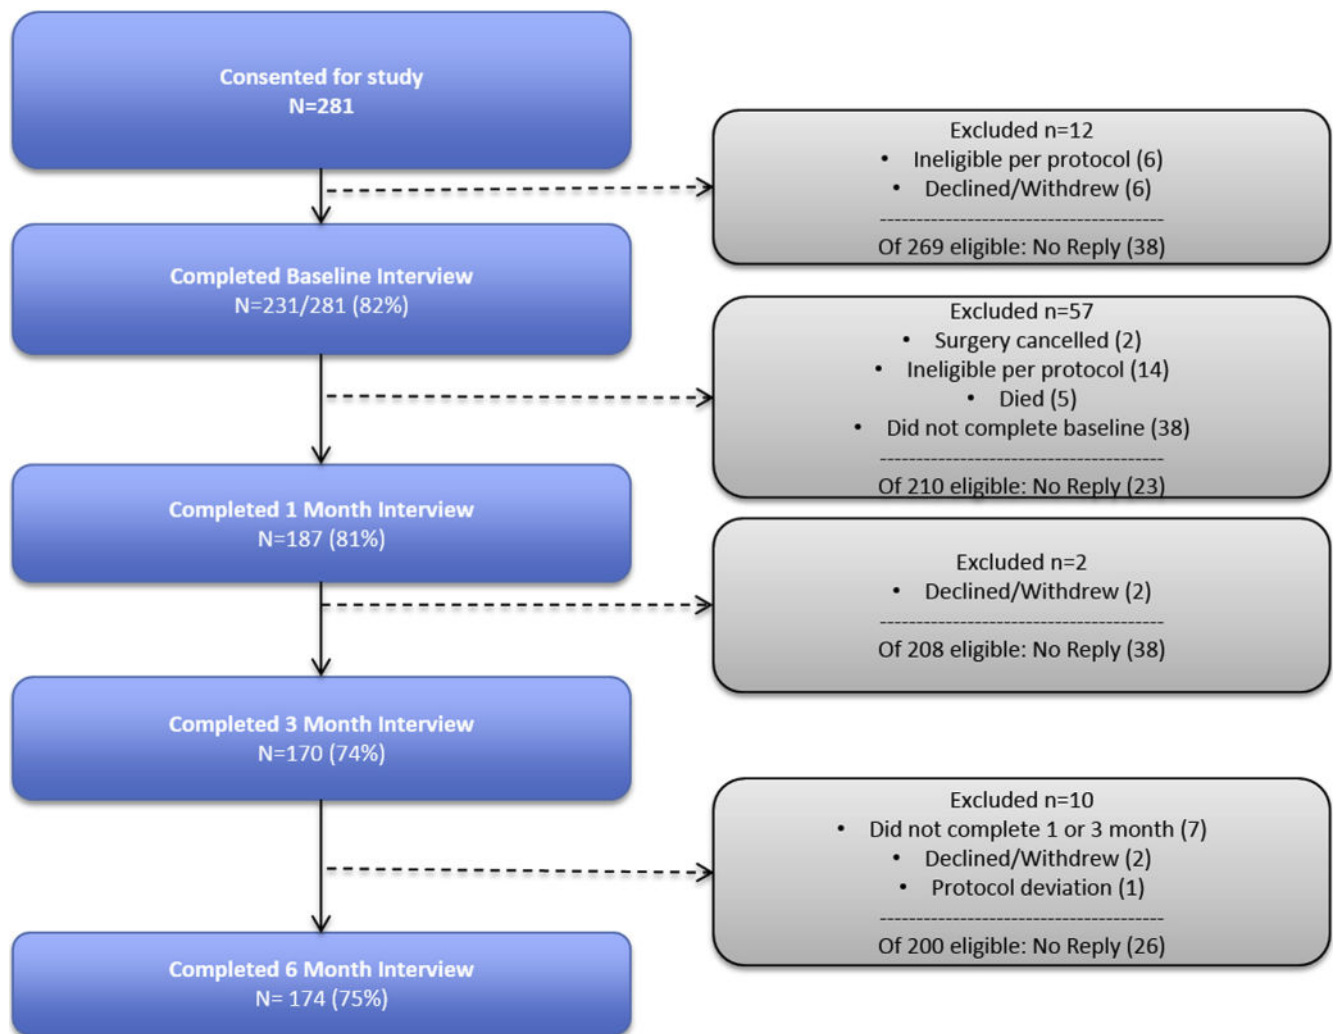 Consented for study
N=281
Excluded n=12
• Ineligible per protocol (6)
• Declined/Withdrew (6)
---------------------------------------
Of 269 eligible: No Reply (38)
Completed Baseline Interview
N=231/281 (82%)
Excluded n=57
• Surgery cancelled (2)
• Ineligible per protocol (14)
• Died (5)
• Did not complete baseline (38)
---------------------------------------
Of 210 eligible: No Reply (23)
Completed 1 Month Interview
N=187 (81%)
Excluded n=2
• Declined/Withdrew (2)
---------------------------------------
Of 208 eligible: No Reply (38)
Completed 3 Month Interview
N=170 (74%)
Excluded n=10
• Did not complete 1 or 3 month (7)
• Declined/Withdrew (2)
• Protocol deviation (1)
---------------------------------------
Of 200 eligible: No Reply (26)
Completed 6 Month Interview
N= 174 (75%)